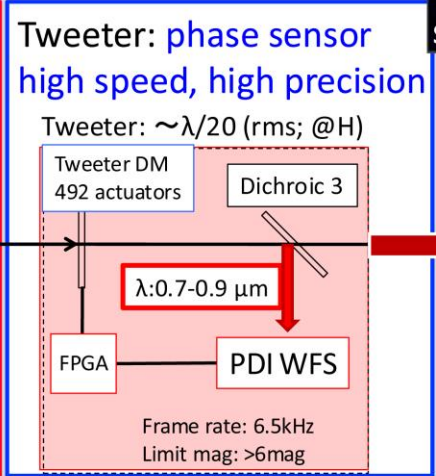 Tweeter: phase sensor
high speed, high precision
Tweeter: ～λ/20 (rms; @H)
Tweeter DM
492 actuators
Dichroic 3
λ:0.7-0.9 μm
FPGA
PDI WFS
Frame rate: 6.5kHz
Limit mag: >6mag